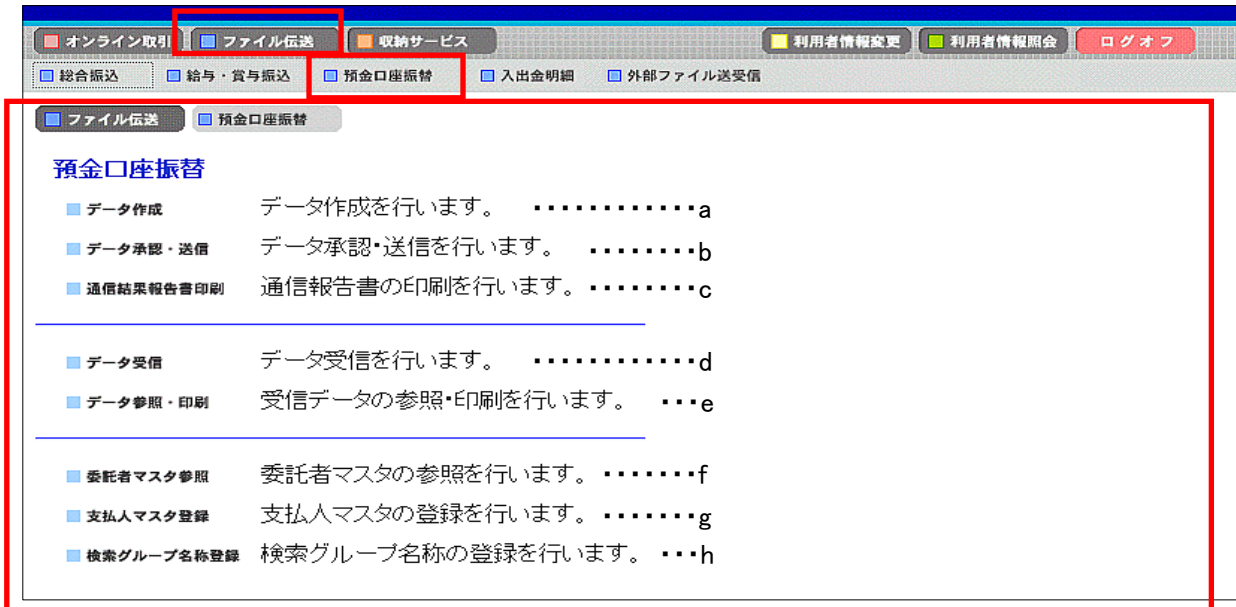 オンライン取引 ファイル伝送 収納サービス 利用者情報変更 利用者情報照会 ログオフ
総合振込 給与・賞与振込 預金口座振替 入出金明細 外部ファイル送受信
ファイル伝送 預金口座振替
預金口座振替
データ作成 データ作成を行います。 ・・・・・・・・・・・・・a
データ承認・送信 データ承認・送信を行います。 ・・・・・・・・・b
通信結果報告書印刷 通信報告書の印刷を行います。・・・・・・・・・c
データ受信 データ受信を行います。 ・・・・・・・・・・・・・d
データ参照・印刷 受信データの参照・印刷を行います。 ・・・e
委託者マスタ参照 委託者マスタの参照を行います。・・・・・・・・f
支払人マスタ登録 支払人マスタの登録を行います。・・・・・・・・g
検索グループ名称登録 検索グループ名称の登録を行います。 ・・・h